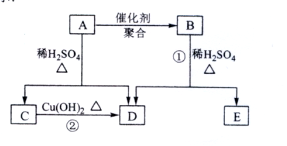 催化剂
A B
聚合
稀H₂SO₄ ① 稀H₂SO₄
△ △
Cu(OH)₂ △
C D E
②